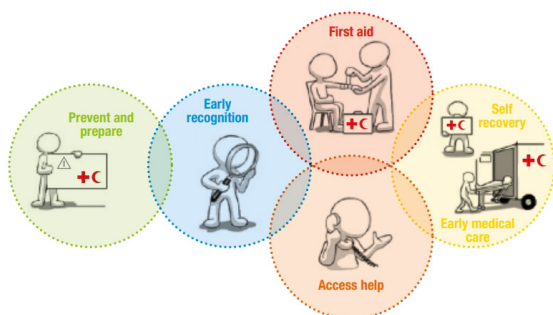 Prevent and
prepare
Early
recognition
First aid
Access help
Self
recovery
Early medical
care